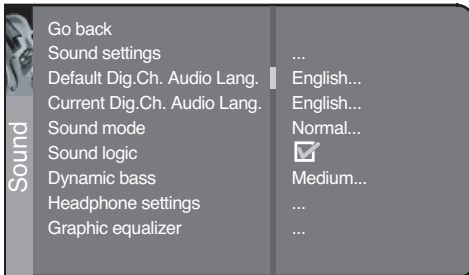 Sound
Go back
Sound settings ...
Default Dig.Ch. Audio Lang. English...
Current Dig.Ch. Audio Lang. English...
Sound mode Normal...
Sound logic
Dynamic bass Medium...
Headphone settings ...
Graphic equalizer ...